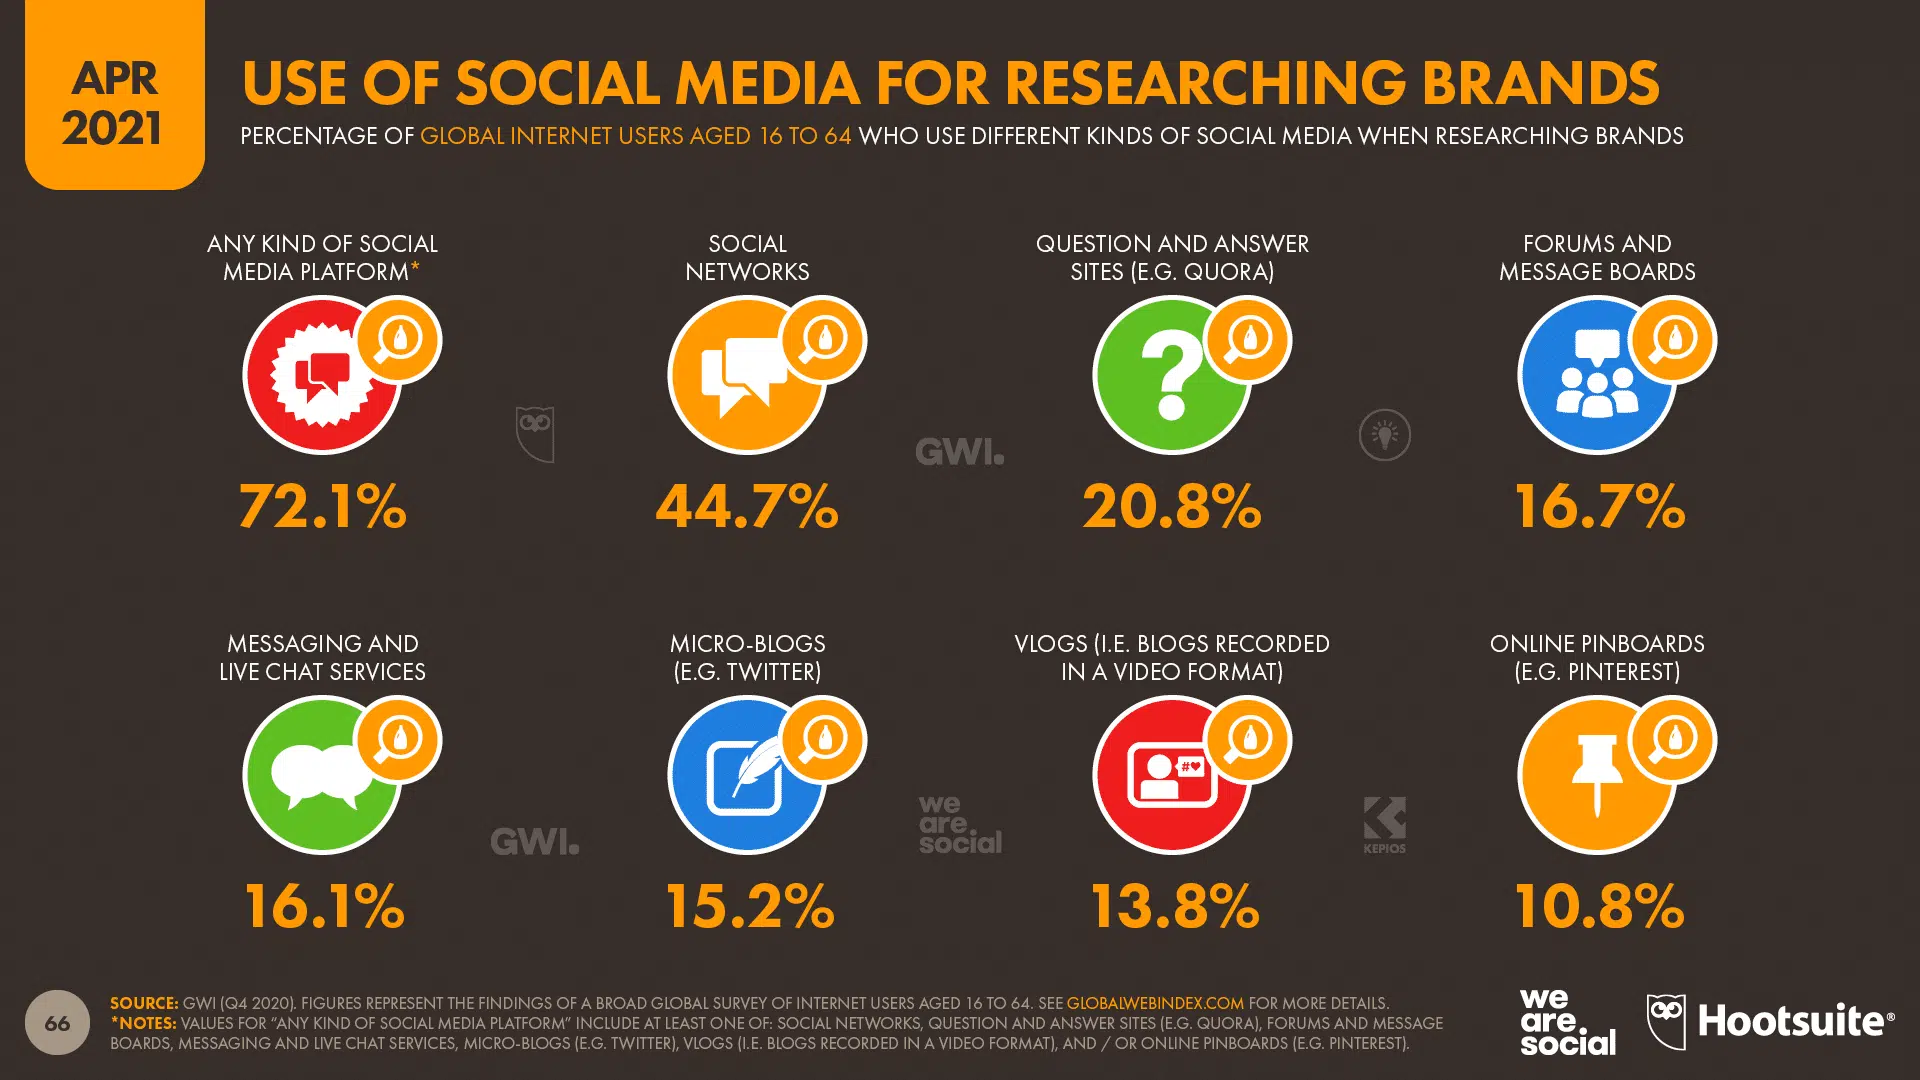 APR
2021
USE OF SOCIAL MEDIA FOR RESEARCHING BRANDS
PERCENTAGE OF GLOBAL INTERNET USERS AGED 16 TO 64 WHO USE DIFFERENT KINDS OF SOCIAL MEDIA WHEN RESEARCHING BRANDS
ANY KIND OF SOCIAL
MEDIA PLATFORM*
72.1%
SOCIAL
NETWORKS
44.7%
QUESTION AND ANSWER
SITES (E.G. QUORA)
20.8%
FORUMS AND
MESSAGE BOARDS
16.7%
GWI.
MESSAGING AND
LIVE CHAT SERVICES
16.1%
MICRO-BLOGS
(E.G. TWITTER)
15.2%
VLOGS (I.E. BLOGS RECORDED
IN A VIDEO FORMAT)
#♥
13.8%
ONLINE PINBOARDS
(E.G. PINTEREST)
10.8%
GWI.
we
are
social
KEPIOS
66
SOURCE: GWI (Q4 2020). FIGURES REPRESENT THE FINDINGS OF A BROAD GLOBAL SURVEY OF INTERNET USERS AGED 16 TO 64. SEE GLOBALWEBINDEX.COM FOR MORE DETAILS.
*NOTES: VALUES FOR “ANY KIND OF SOCIAL MEDIA PLATFORM” INCLUDE AT LEAST ONE OF: SOCIAL NETWORKS, QUESTION AND ANSWER SITES (E.G. QUORA), FORUMS AND MESSAGE
BOARDS, MESSAGING AND LIVE CHAT SERVICES, MICRO-BLOGS (E.G. TWITTER), VLOGS (I.E. BLOGS RECORDED IN A VIDEO FORMAT), AND / OR ONLINE PINBOARDS (E.G. PINTEREST).
we
are
social
Hootsuite®